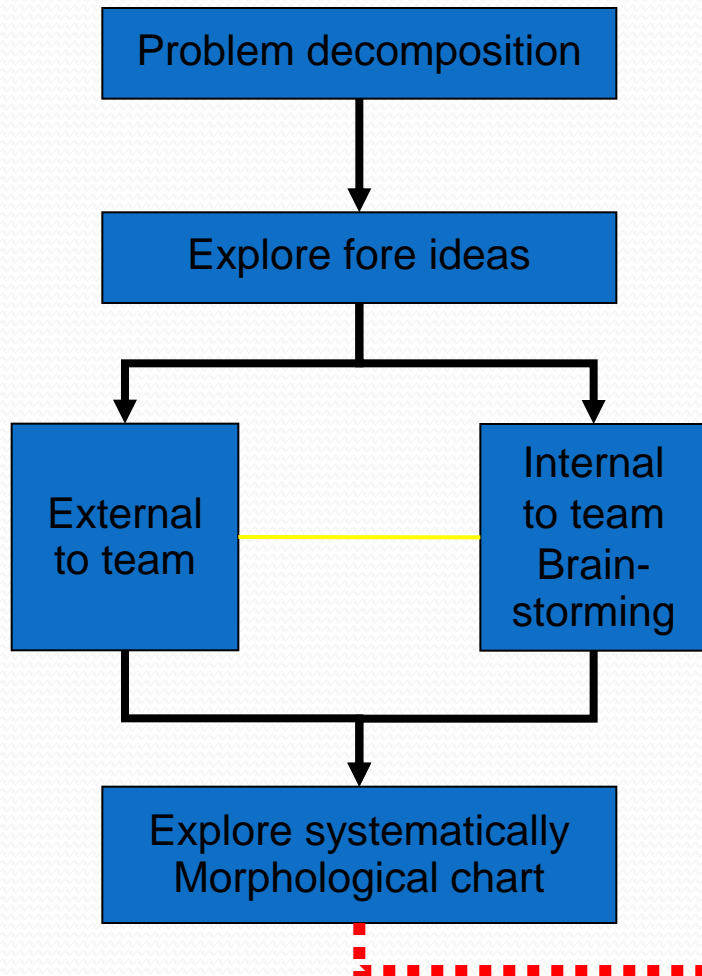 Problem decomposition
Explore fore ideas
External
to team
Internal
to team
Brain-
storming
Explore systematically
Morphological chart